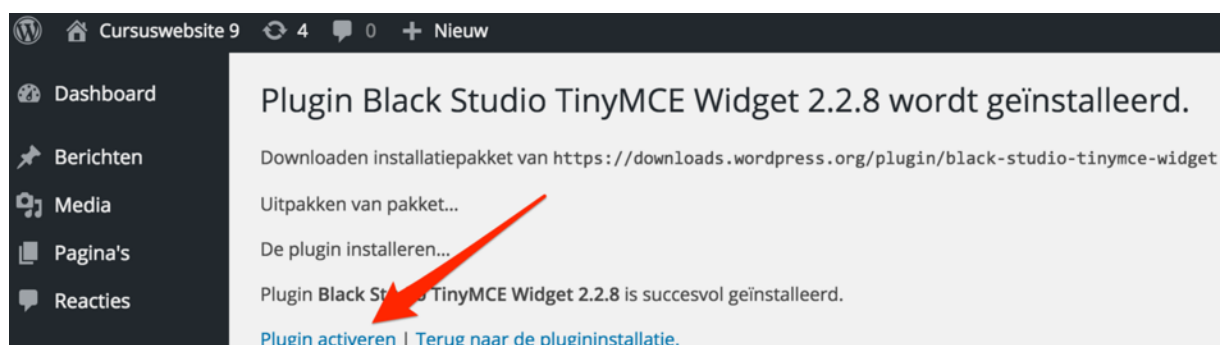 Cursuswebsite 9 4 0 + Nieuw
Dashboard
Berichten
Media
Pagina's
Reacties
Plugin Black Studio TinyMCE Widget 2.2.8 wordt geïnstalleerd.
Downloaden installatiepakket van https://downloads.wordpress.org/plugin/black-studio-tinymce-widget
Uitpakken van pakket...
De plugin installeren...
Plugin Black Studio TinyMCE Widget 2.2.8 is succesvol geïnstalleerd.
Plugin activeren | Terug naar de plugininstallatie.